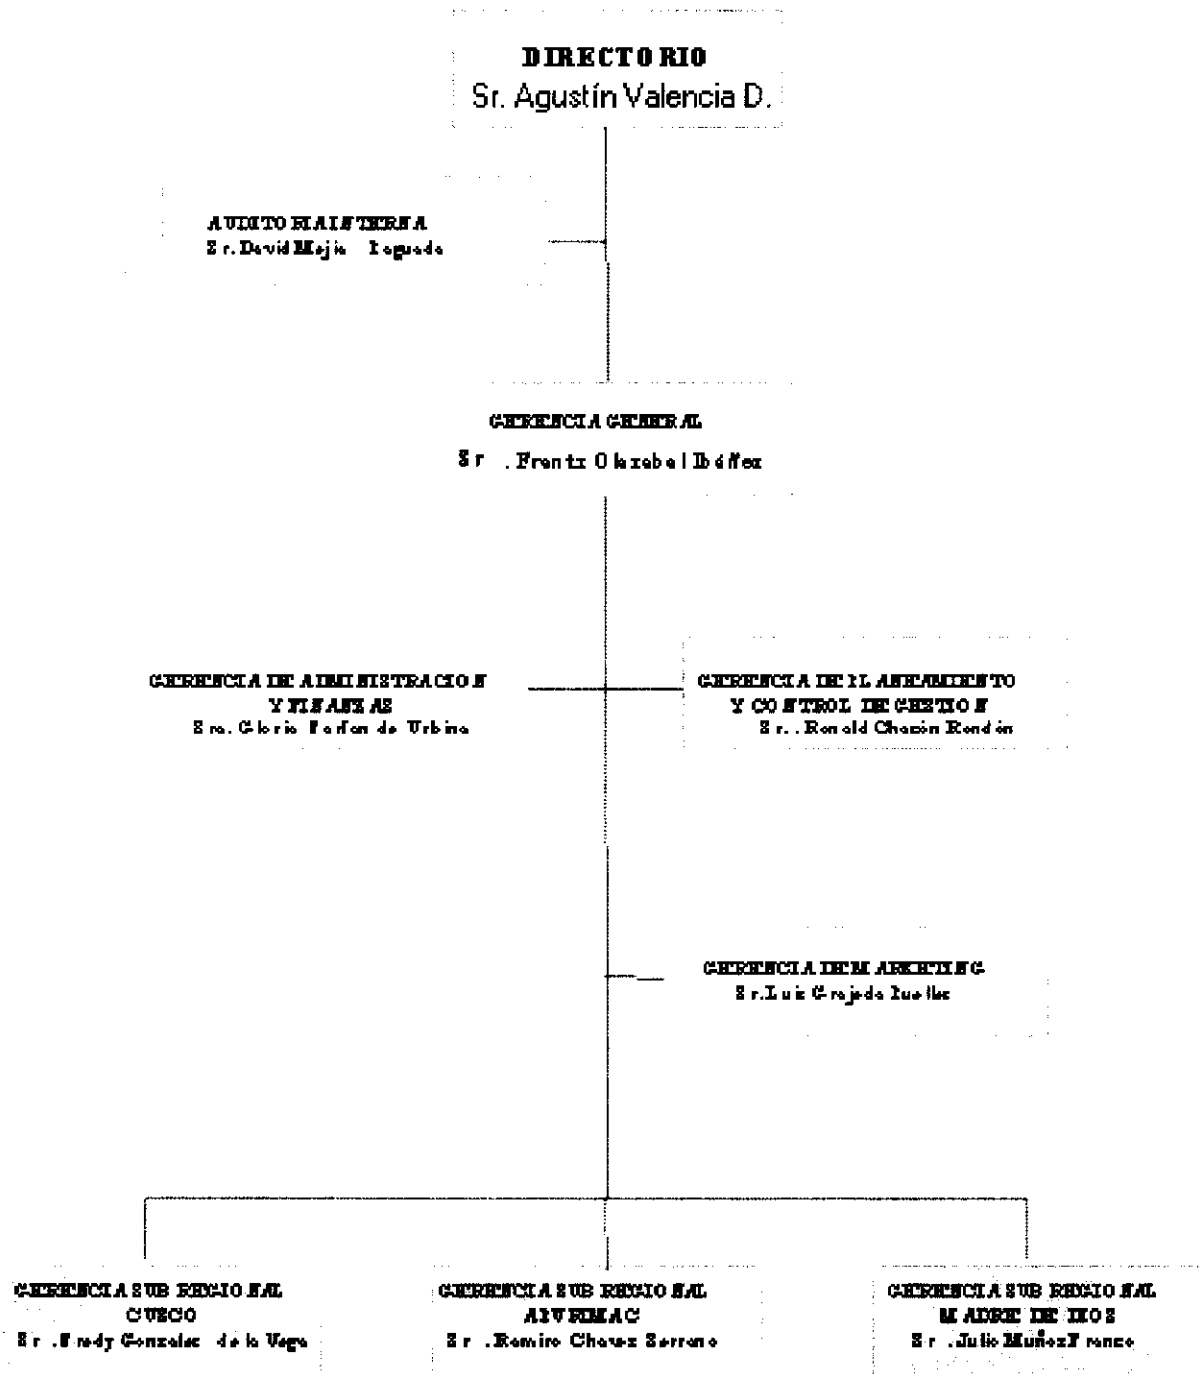 DIRECTORIO
Sr. Agustín Valencia D.
AUDITORIA INTERNA
Sr. David Mejia
GERENCIA GENERAL
Sr. Frantz Olazabal Ibáñez
GERENCIA DE ADMINISTRACION
Y FINANZAS
Sra. Gloria Farfan de Urbina
GERENCIA DE PLANEAMIENTO
Y CONTROL DE GESTION
Sr. Ronald Chacón Rondón
GERENCIA DE MARKETING
Sr. Luis Grajeda
GERENCIA SUB REGIONAL
CUSCO
Sr. Fredy Gonzales de la Vega
GERENCIA SUB REGIONAL
APURIMAC
Sr. Ramiro Chavez Serrano
GERENCIA SUB REGIONAL
MADRE DE DIOS
Sr. Julio Muñoz Franco